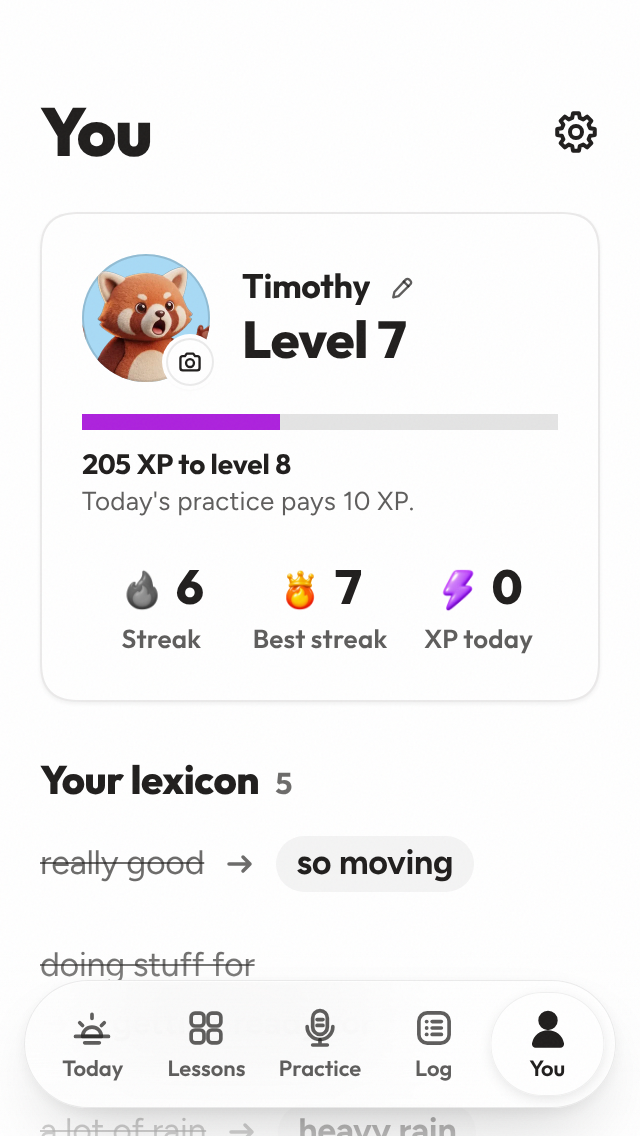 You
Timothy
Level 7
205 XP to level 8
Today's practice pays 10 XP.
6 7 0
Streak Best streak XP today
Your lexicon 5
really good → so moving
doing stuff for
Today Lessons Practice Log You
a lot of rain → heavy rain